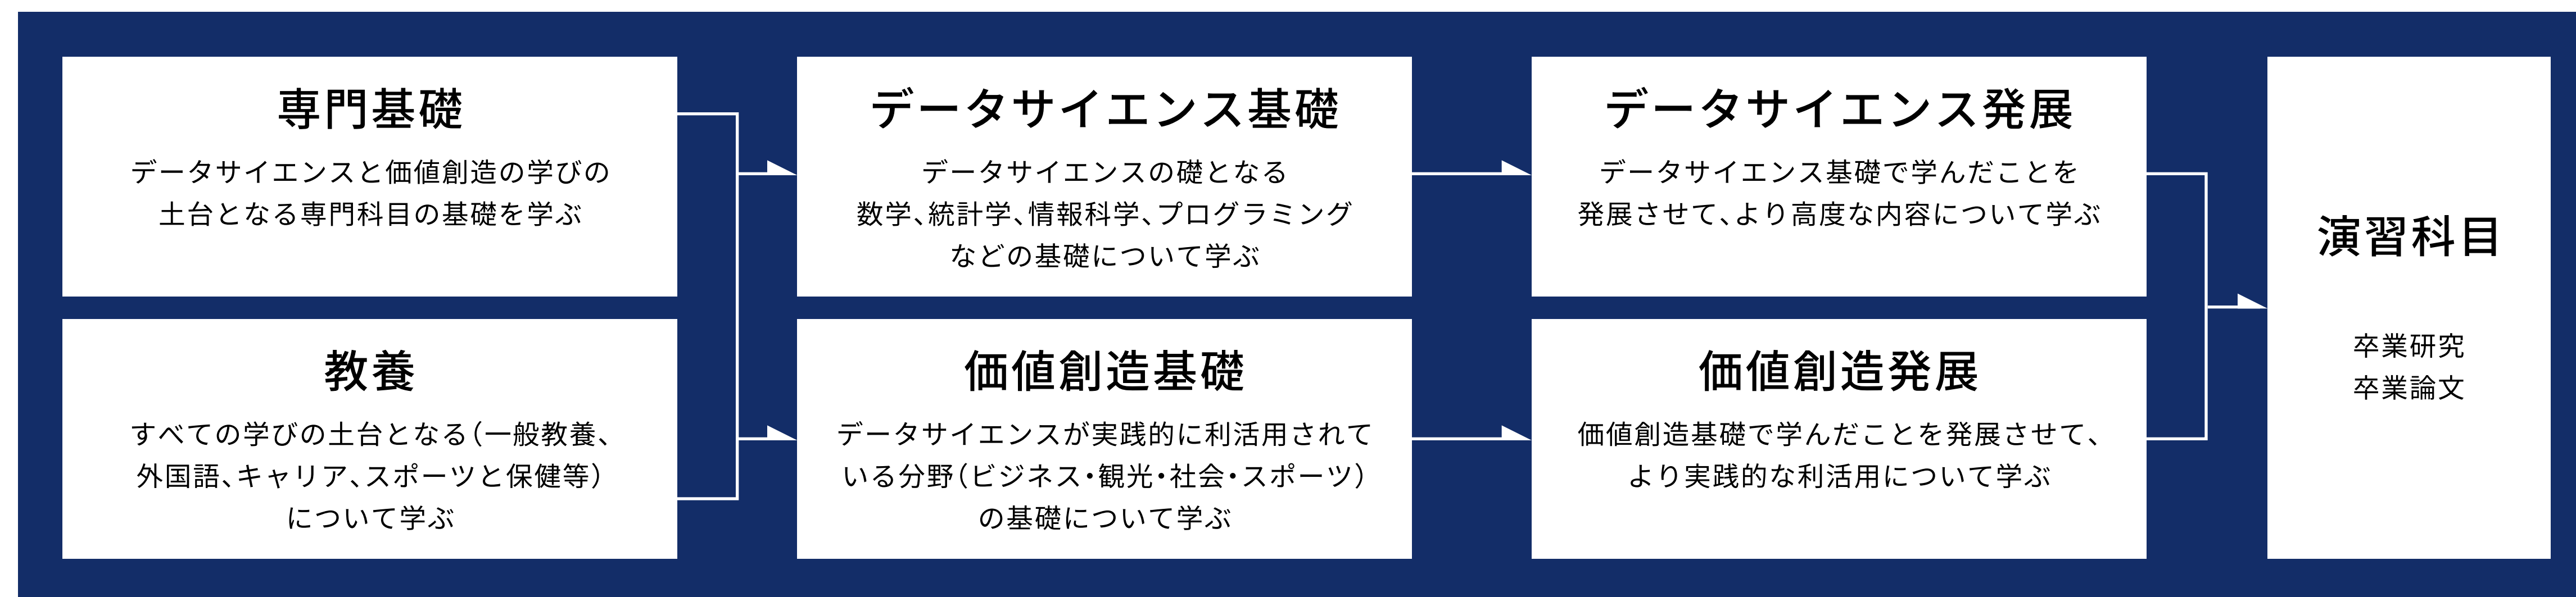 専門基礎
データサイエンスと価値創造の学びの
土台となる専門科目の基礎を学ぶ
教養
すべての学びの土台となる（一般教養、
外国語、キャリア、スポーツと保健等）
について学ぶ
データサイエンス基礎
データサイエンスの礎となる
数学、統計学、情報科学、プログラミング
などの基礎について学ぶ
価値創造基礎
データサイエンスが実践的に利活用されて
いる分野（ビジネス・観光・社会・スポーツ）
の基礎について学ぶ
データサイエンス発展
データサイエンス基礎で学んだことを
発展させて、より高度な内容について学ぶ
価値創造発展
価値創造基礎で学んだことを発展させて、
より実践的な利活用について学ぶ
演習科目
卒業研究
卒業論文